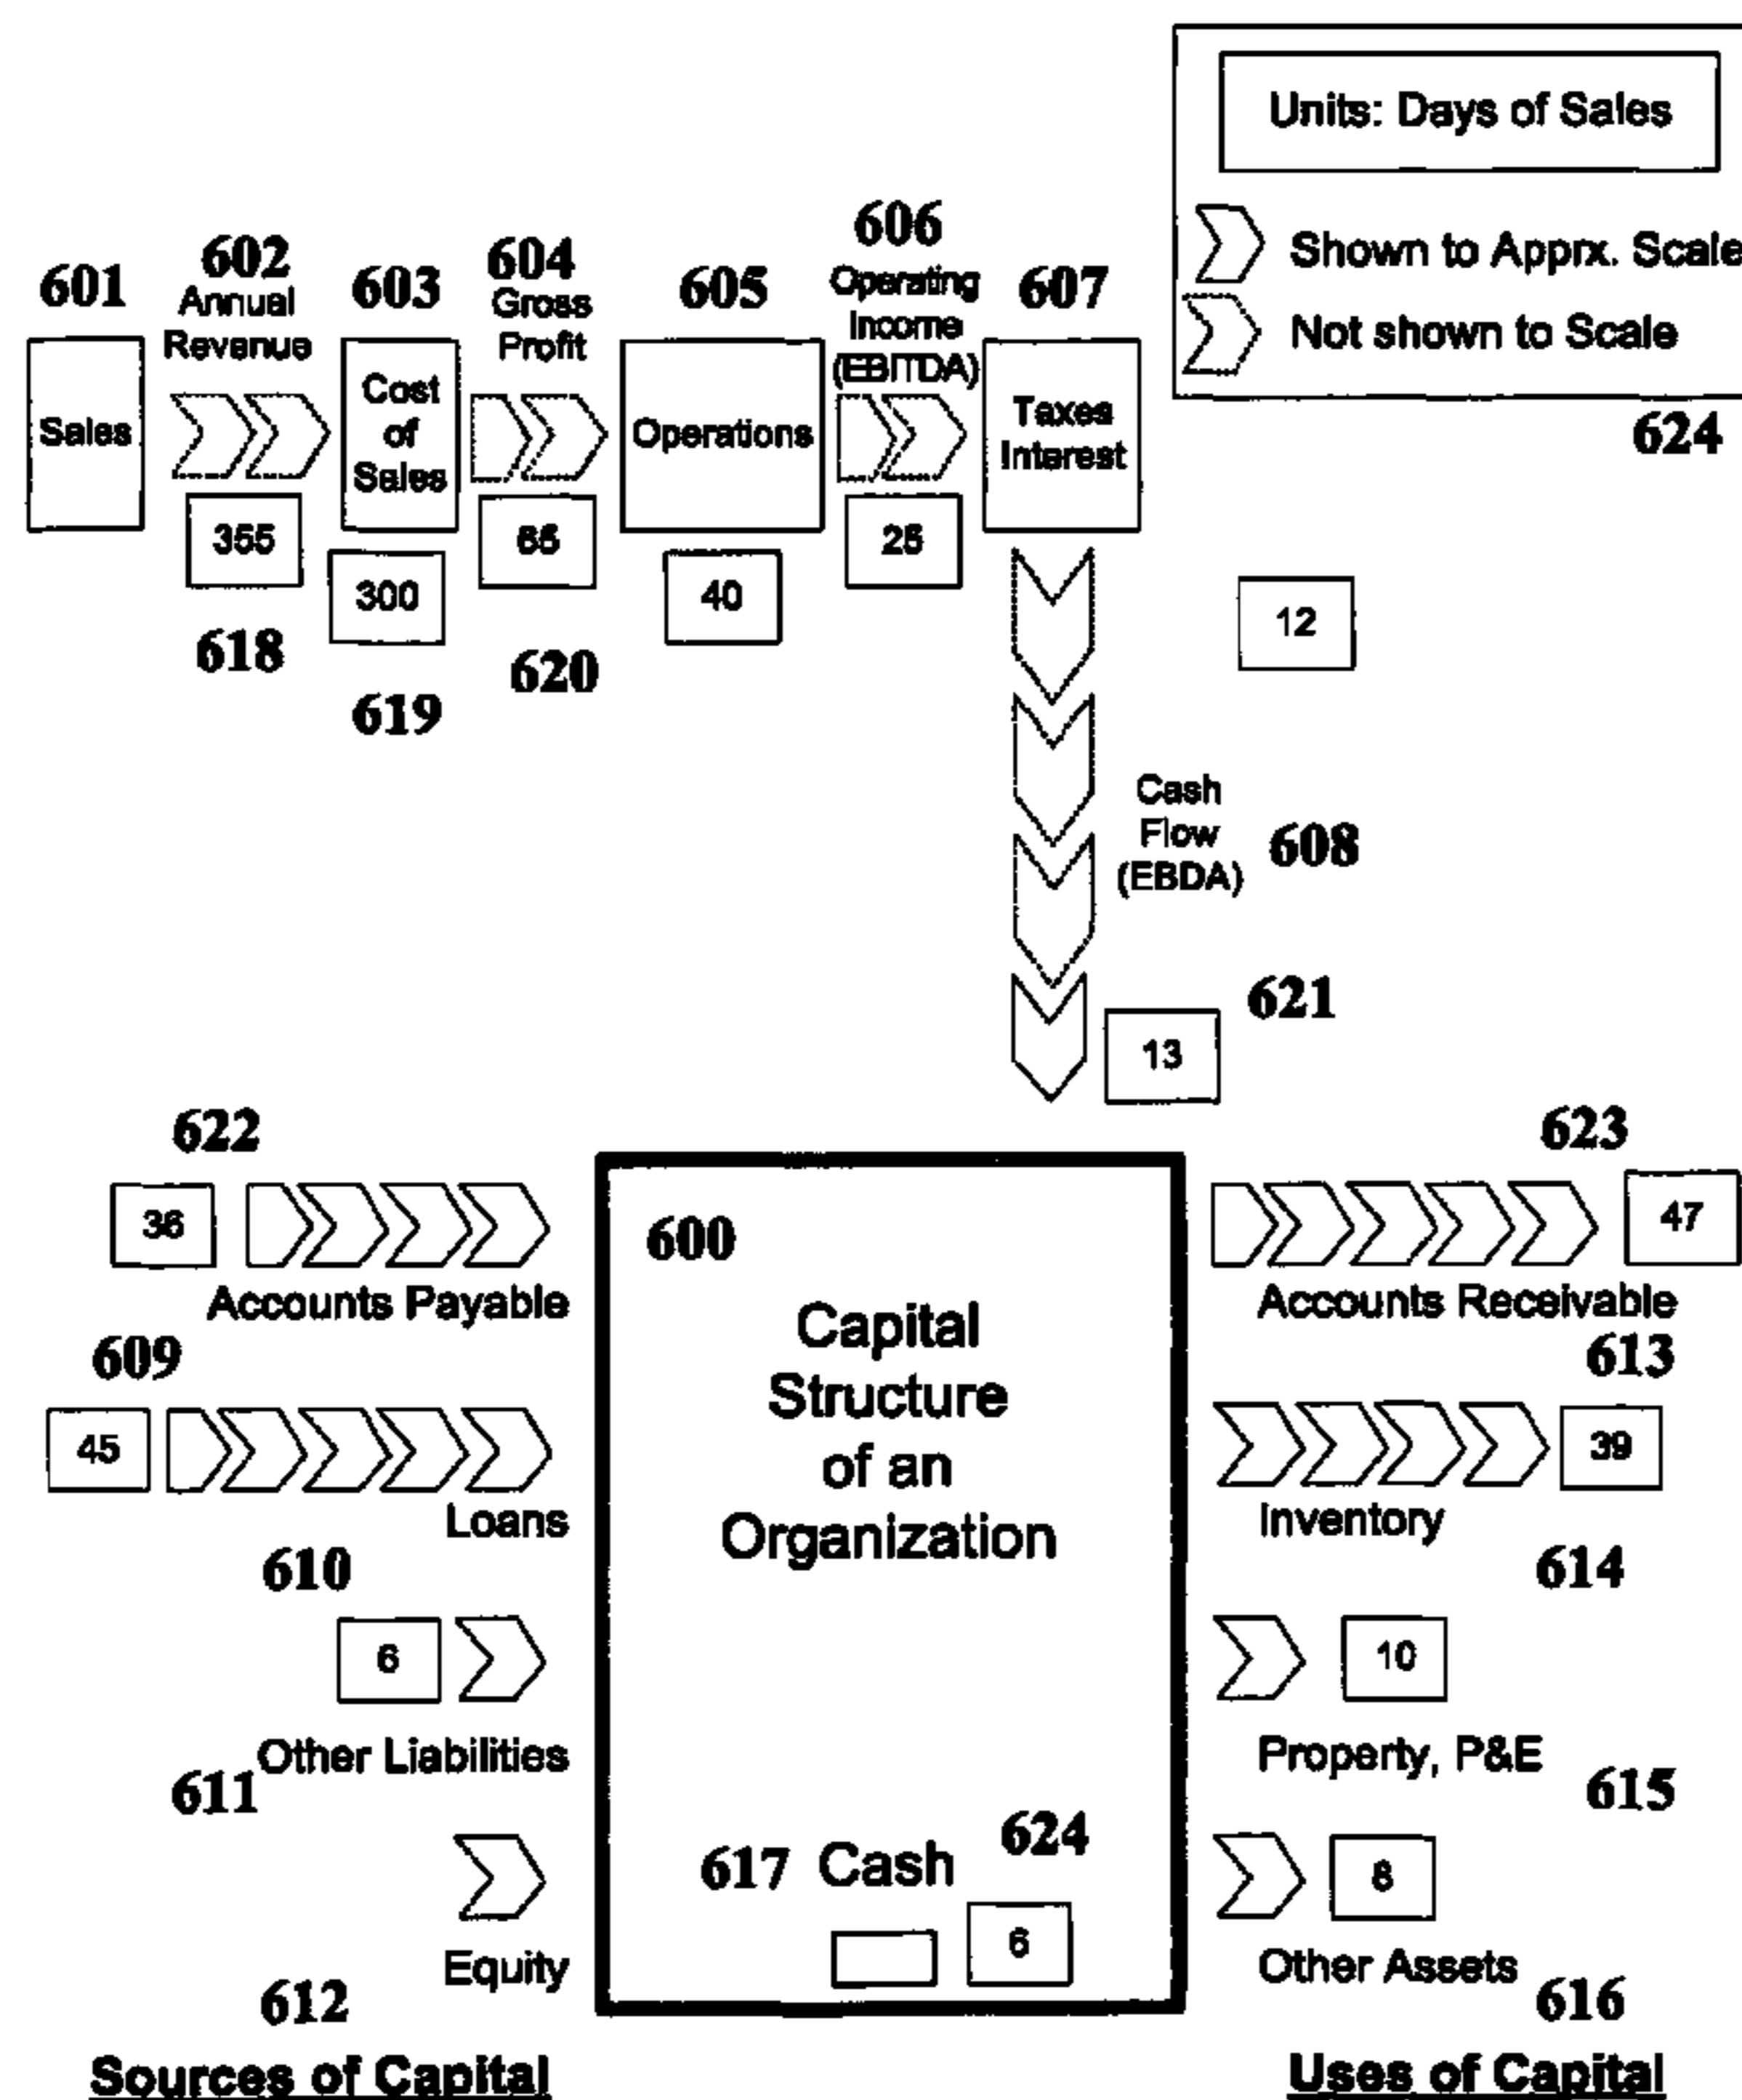 Units: Days of Sales
Shown to Apprx. Scale
Not shown to Scale
624
601
602
Annual
Revenue
603
604
Gross
Profit
605
606
Operating
Income
(EBITDA)
607
Sales
Cost
of
Sales
Operations
Taxes
Interest
355
300
65
40
25
12
618
619
620
Cash
Flow
(EBDA)
608
621
13
622
36
Accounts Payable
609
45
Loans
610
6
Other Liabilities
611
Equity
612
Sources of Capital
600
Capital
Structure
of an
Organization
617
Cash
624
6
623
47
Accounts Receivable
613
39
Inventory
614
10
Property, P&E
615
8
Other Assets
616
Uses of Capital